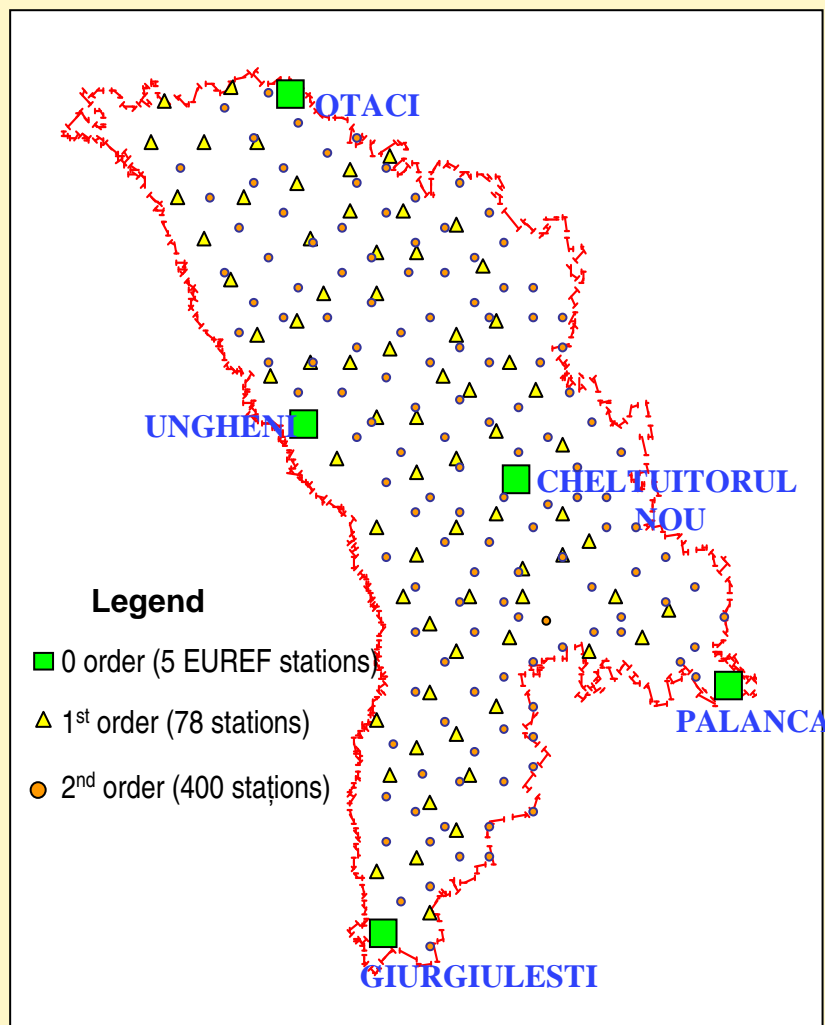 OTACI
UNGHENI
CHELTUITORUL
NOU
Legend
0 order (5 EUREF stations)
1st order (78 stations)
PALANCA
2nd order (400 stații)
GIURGIULESTI